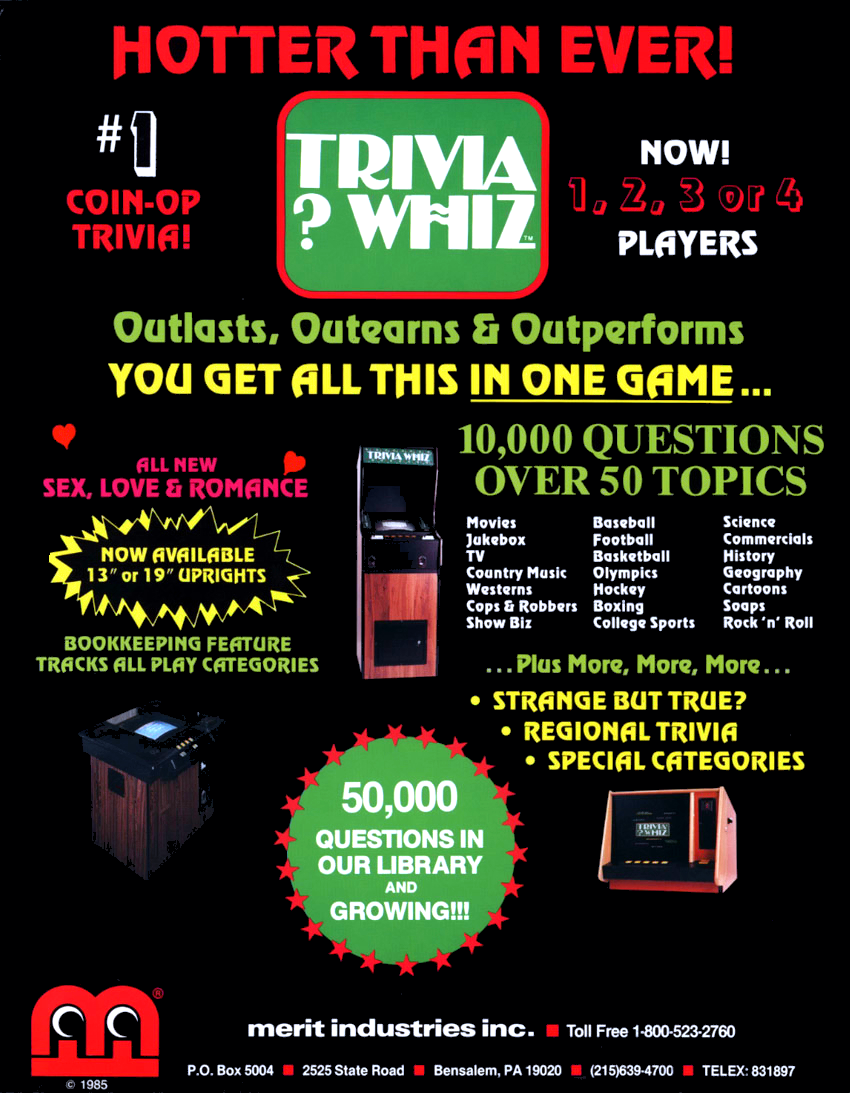 HOTTER THAN EVER!
#1
COIN-OP
TRIVIA!
TRIVIA
? WHIZ™
NOW!
1, 2, 3 or 4
PLAYERS
Outlasts, Outearns & Outperforms
YOU GET ALL THIS IN ONE GAME...
ALL NEW
SEX, LOVE & ROMANCE
NOW AVAILABLE
13" or 19" UPRIGHTS
BOOKKEEPING FEATURE
TRACKS ALL PLAY CATEGORIES
TRIVIA WHIZ
10,000 QUESTIONS
OVER 50 TOPICS
Movies
Jukebox
TV
Country Music
Westerns
Cops & Robbers
Show Biz
Baseball
Football
Basketball
Olympics
Hockey
Boxing
College Sports
Science
Commercials
History
Geography
Cartoons
Soaps
Rock 'n' Roll
...Plus More, More, More...
• STRANGE BUT TRUE?
• REGIONAL TRIVIA
• SPECIAL CATEGORIES
50,000
QUESTIONS IN
OUR LIBRARY
AND
GROWING!!!
TRIVIA
? WHIZ
®
© 1985
merit industries inc. ■ Toll Free 1-800-523-2760
P.O. Box 5004 ■ 2525 State Road ■ Bensalem, PA 19020 ■ (215)639-4700 ■ TELEX: 831897